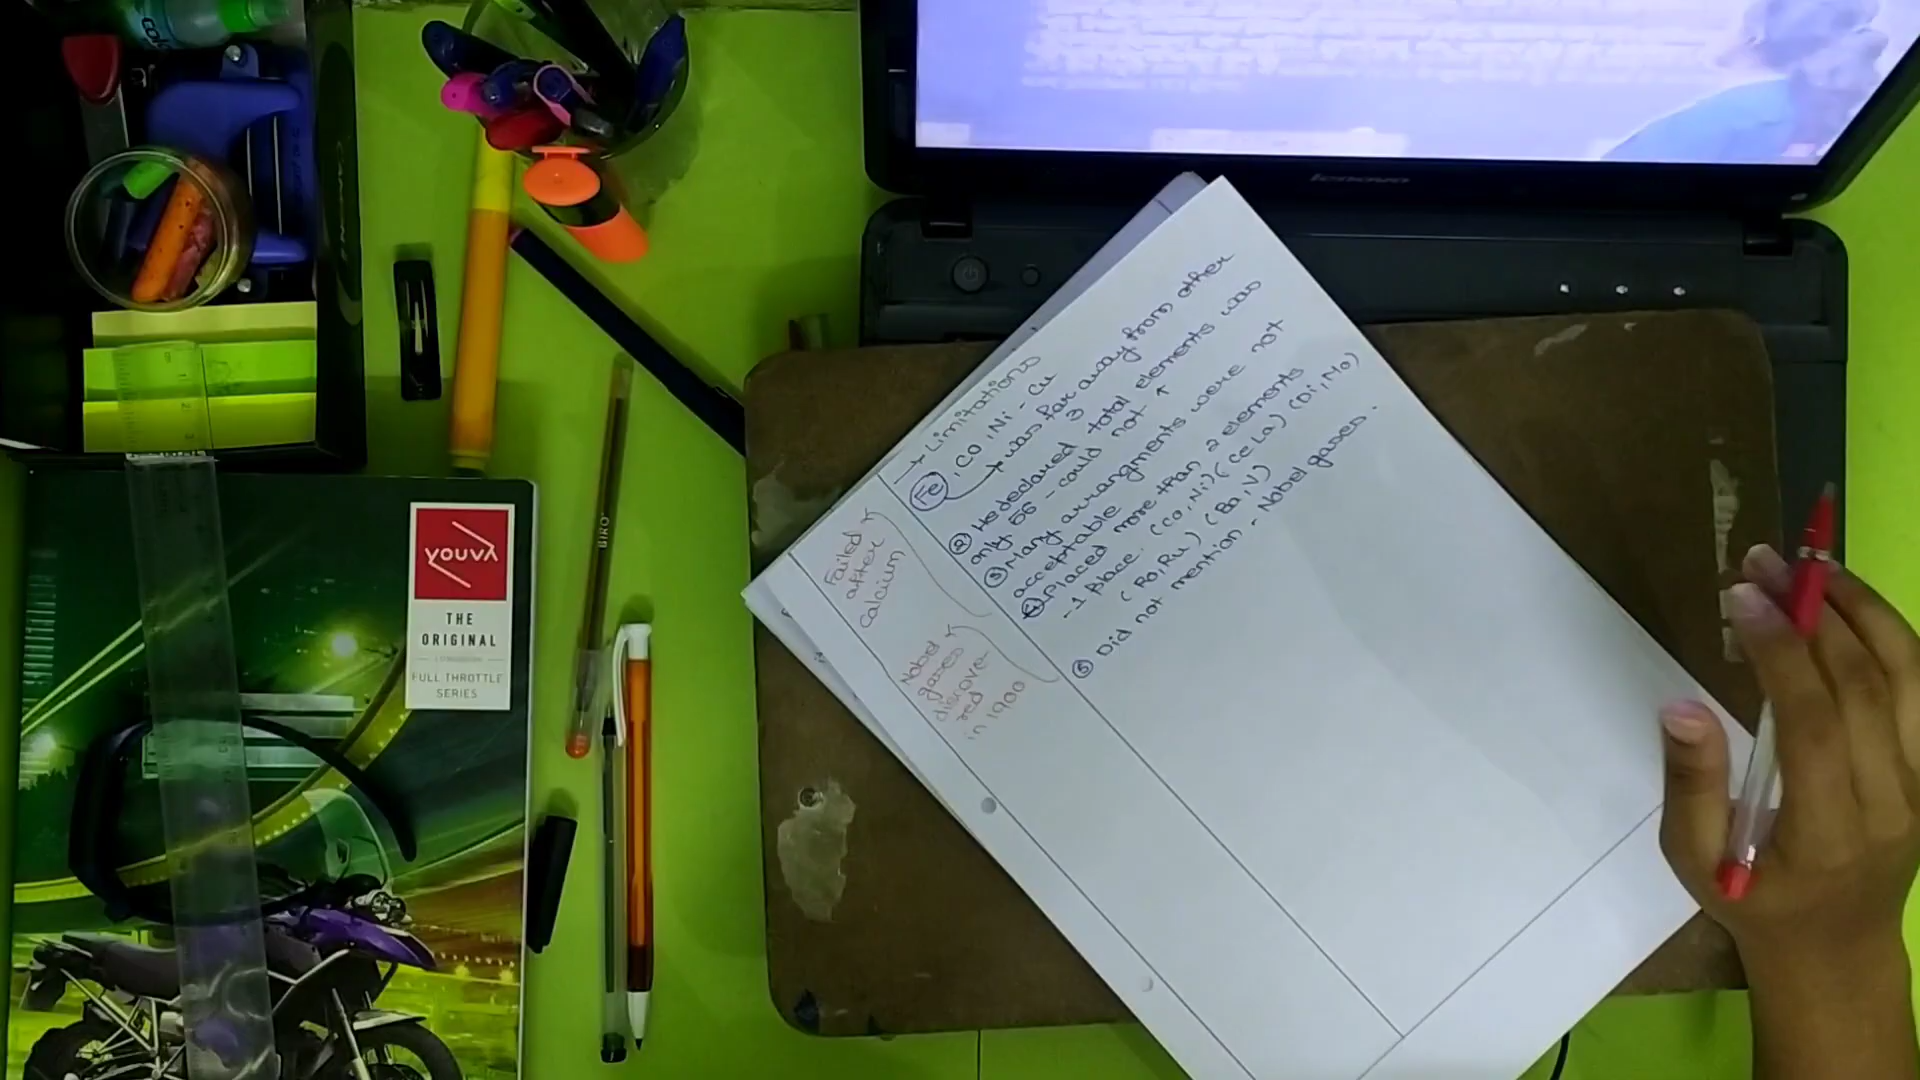 → Limitations
Fe, CO, Ni - Cu
→ was far away from other
3
② He declared total elements was
only 56 - could not ↑
③ Many arrangments were not
acceptable
④ Placed more than 2 elements
-1 place. (CO, Ni) (Ce La) (Di, Mo)
(Ro, Ru) (Ba, V)
⑤ Did not mention - Nobel gases.
Failed
after
calcium
Nobel
gases
discove
red
in 1900
youva
THE
ORIGINAL
FULL THROTTLE
SERIES
lenovo
BIRO